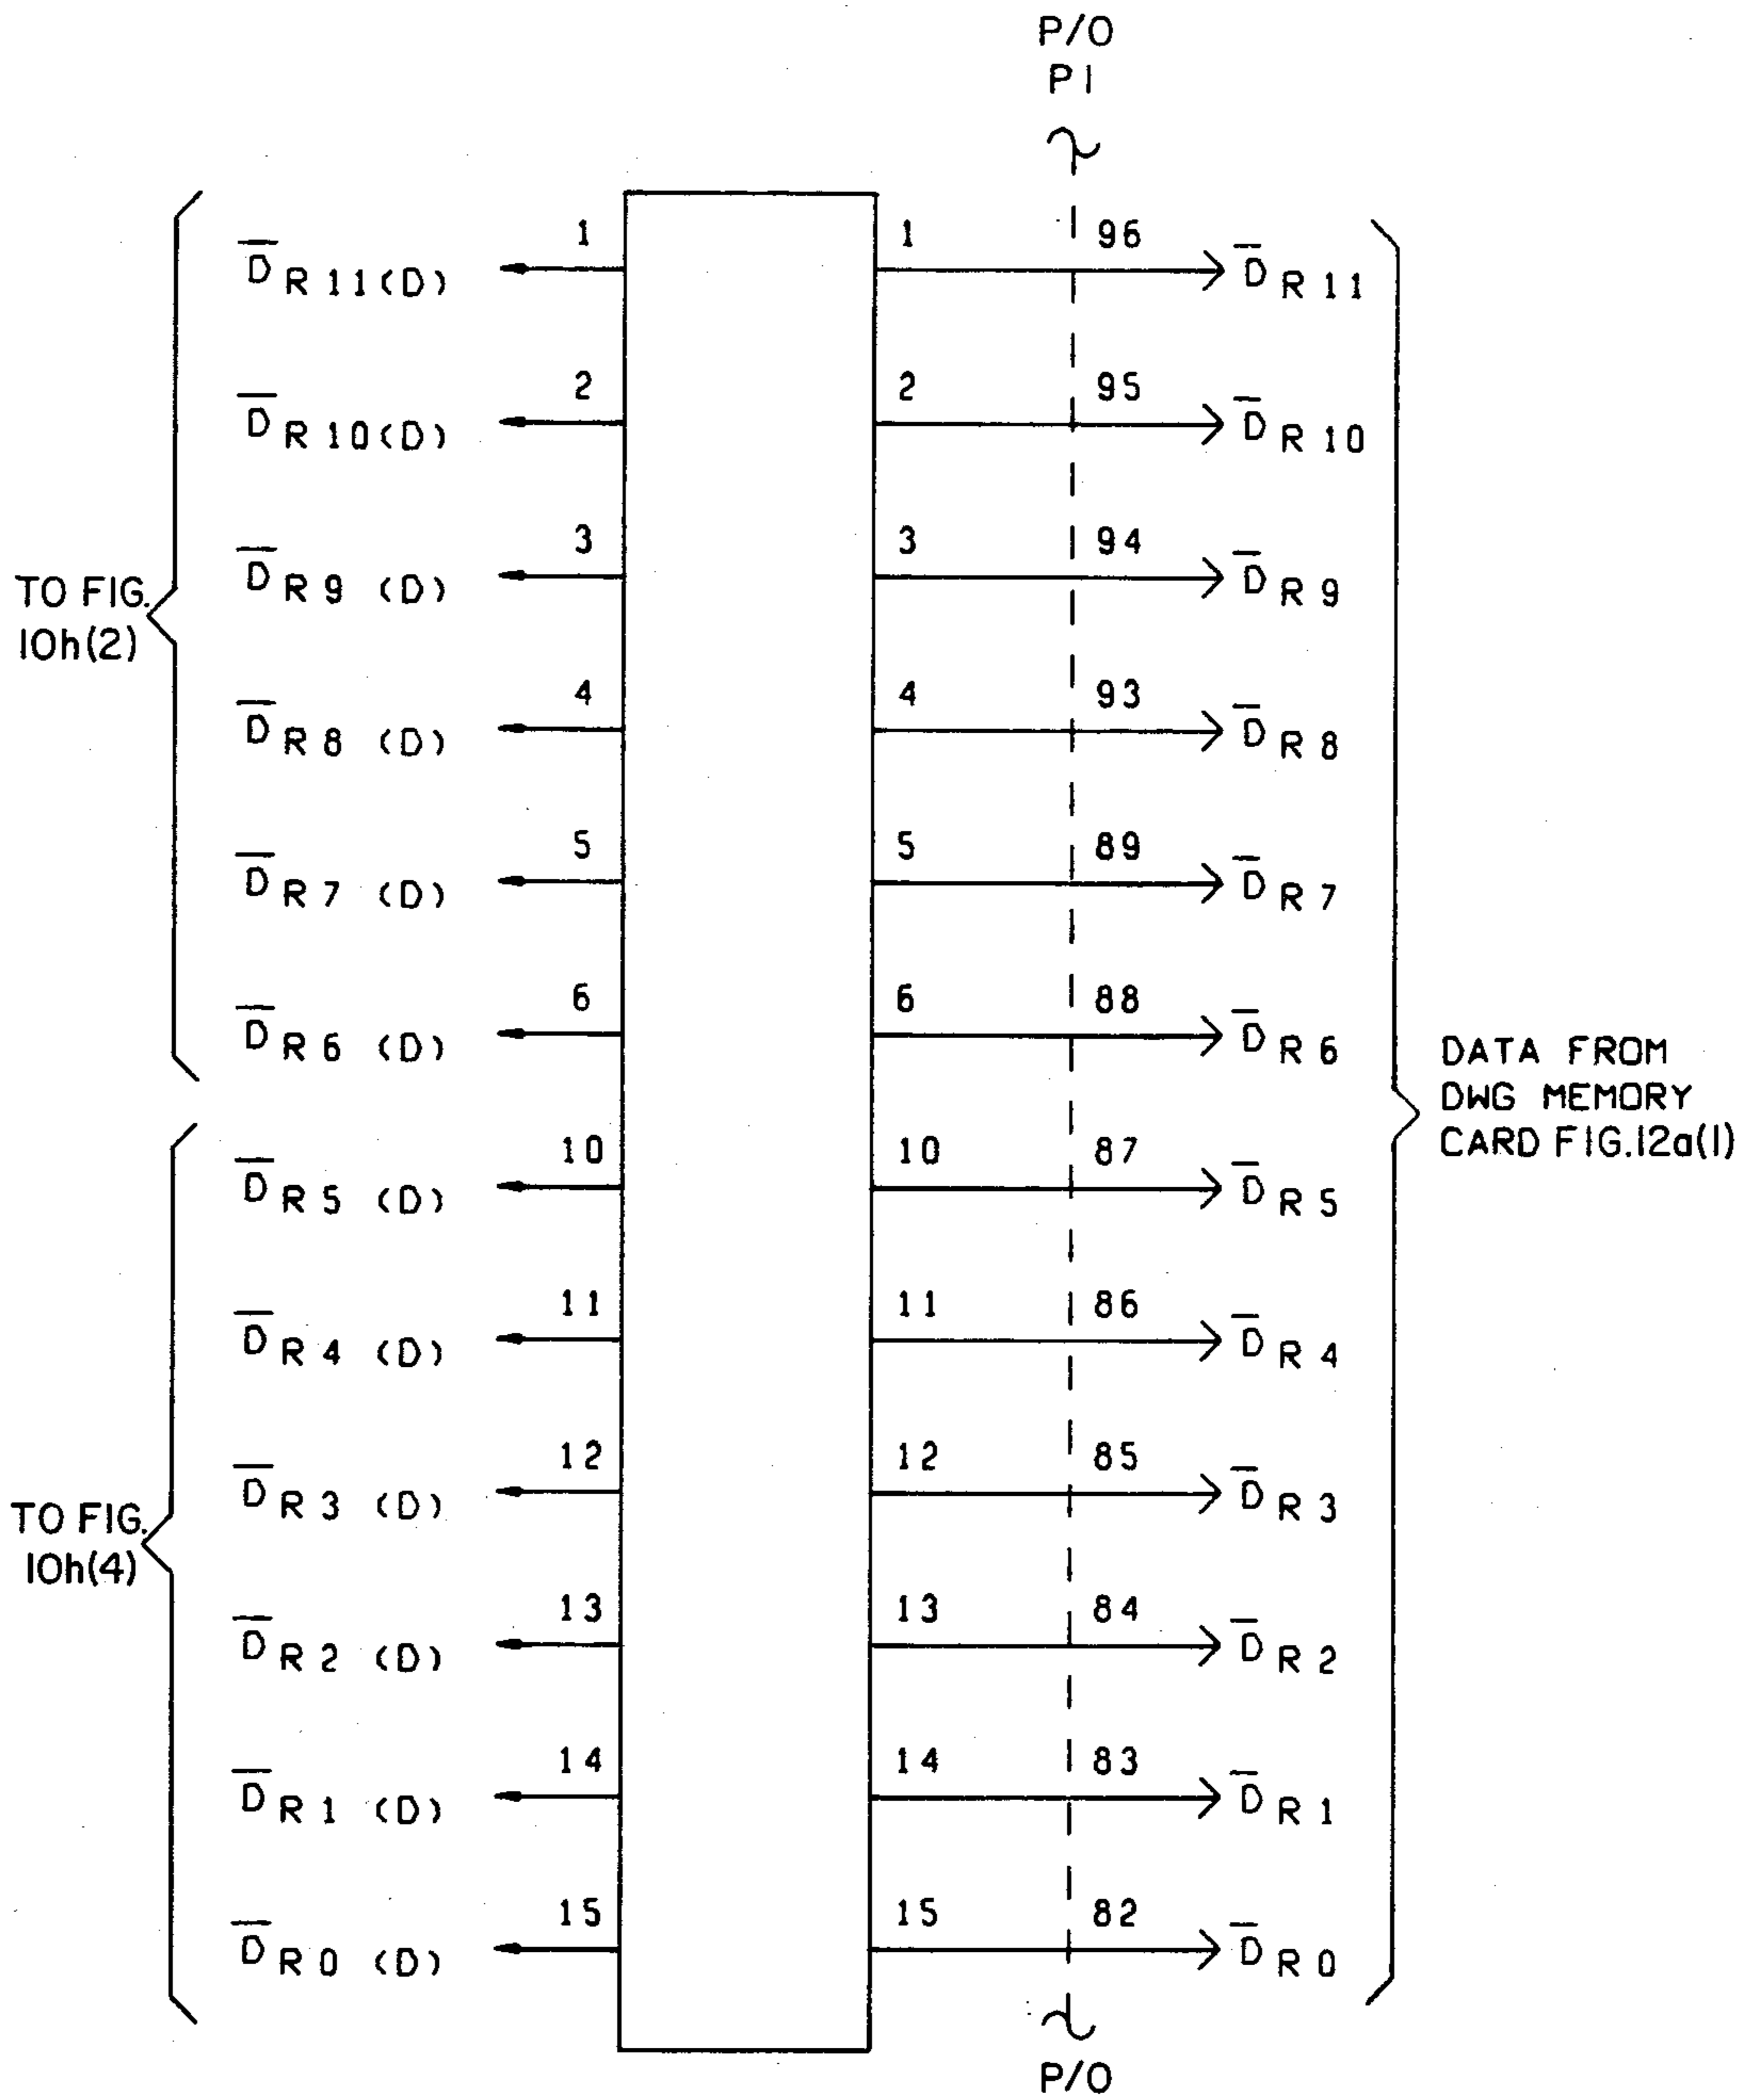 P/O
P1
D̅ R 11(D) 1 1 96 D̅ R 11
D̅ R 10(D) 2 2 95 D̅ R 10
D̅ R 9 (D) 3 3 94 D̅ R 9
TO FIG.
10h(2)
D̅ R 8 (D) 4 4 93 D̅ R 8
D̅ R 7 (D) 5 5 89 D̅ R 7
D̅ R 6 (D) 6 6 88 D̅ R 6
DATA FROM
DWG MEMORY
CARD FIG.12a(1)
D̅ R 5 (D) 10 10 87 D̅ R 5
D̅ R 4 (D) 11 11 86 D̅ R 4
D̅ R 3 (D) 12 12 85 D̅ R 3
TO FIG.
10h(4)
D̅ R 2 (D) 13 13 84 D̅ R 2
D̅ R 1 (D) 14 14 83 D̅ R 1
D̅ R 0 (D) 15 15 82 D̅ R 0
P/O